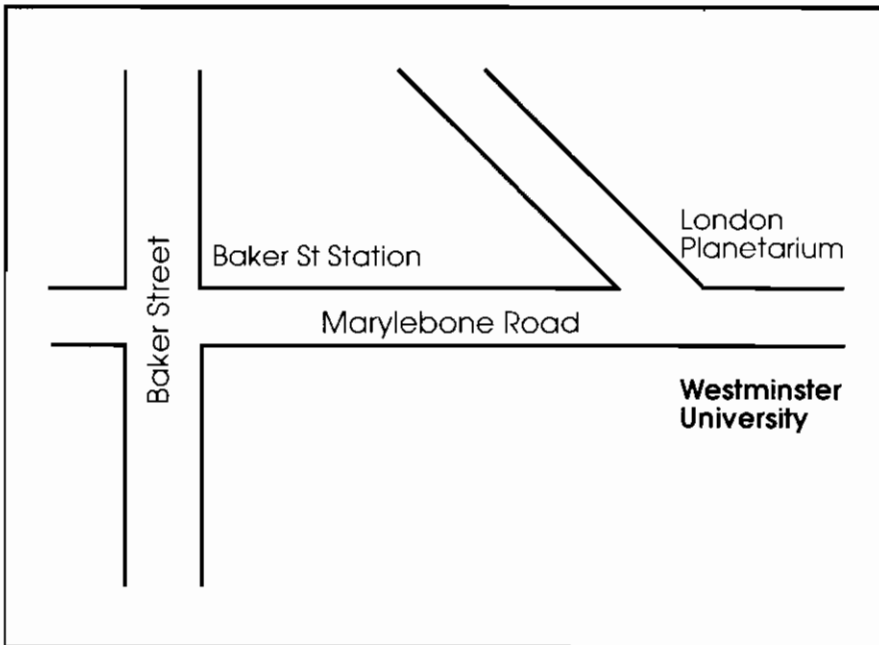 London
Planetarium
Baker St Station
Baker Street
Marylebone Road
Westminster
University